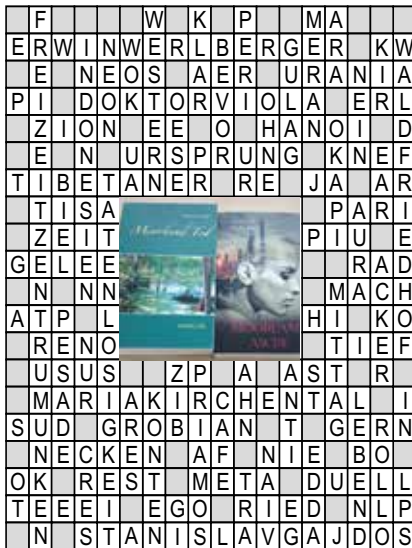 F W K P MA
ERWINWERLBERGER KW
E NEOS AER URANIA
PI DOKTORVIOLA ERL
ZION EE O HANOI D
E N URSPRUNG KNEF
TIBETANER RE JA AR
TISA PARI
ZEIT PIU E
Tod
GELEE RAD
N NN MACH
ATP L HI KO
RENO TIEF
USUS ZP A AST R
MARIAKIRCHENTAL I
SUD GROBIAN T GERN
NECKEN AF NIE BO
OK REST META DUELL
TEEEI EGO RIED NLP
N STANISLAVGAJDOS